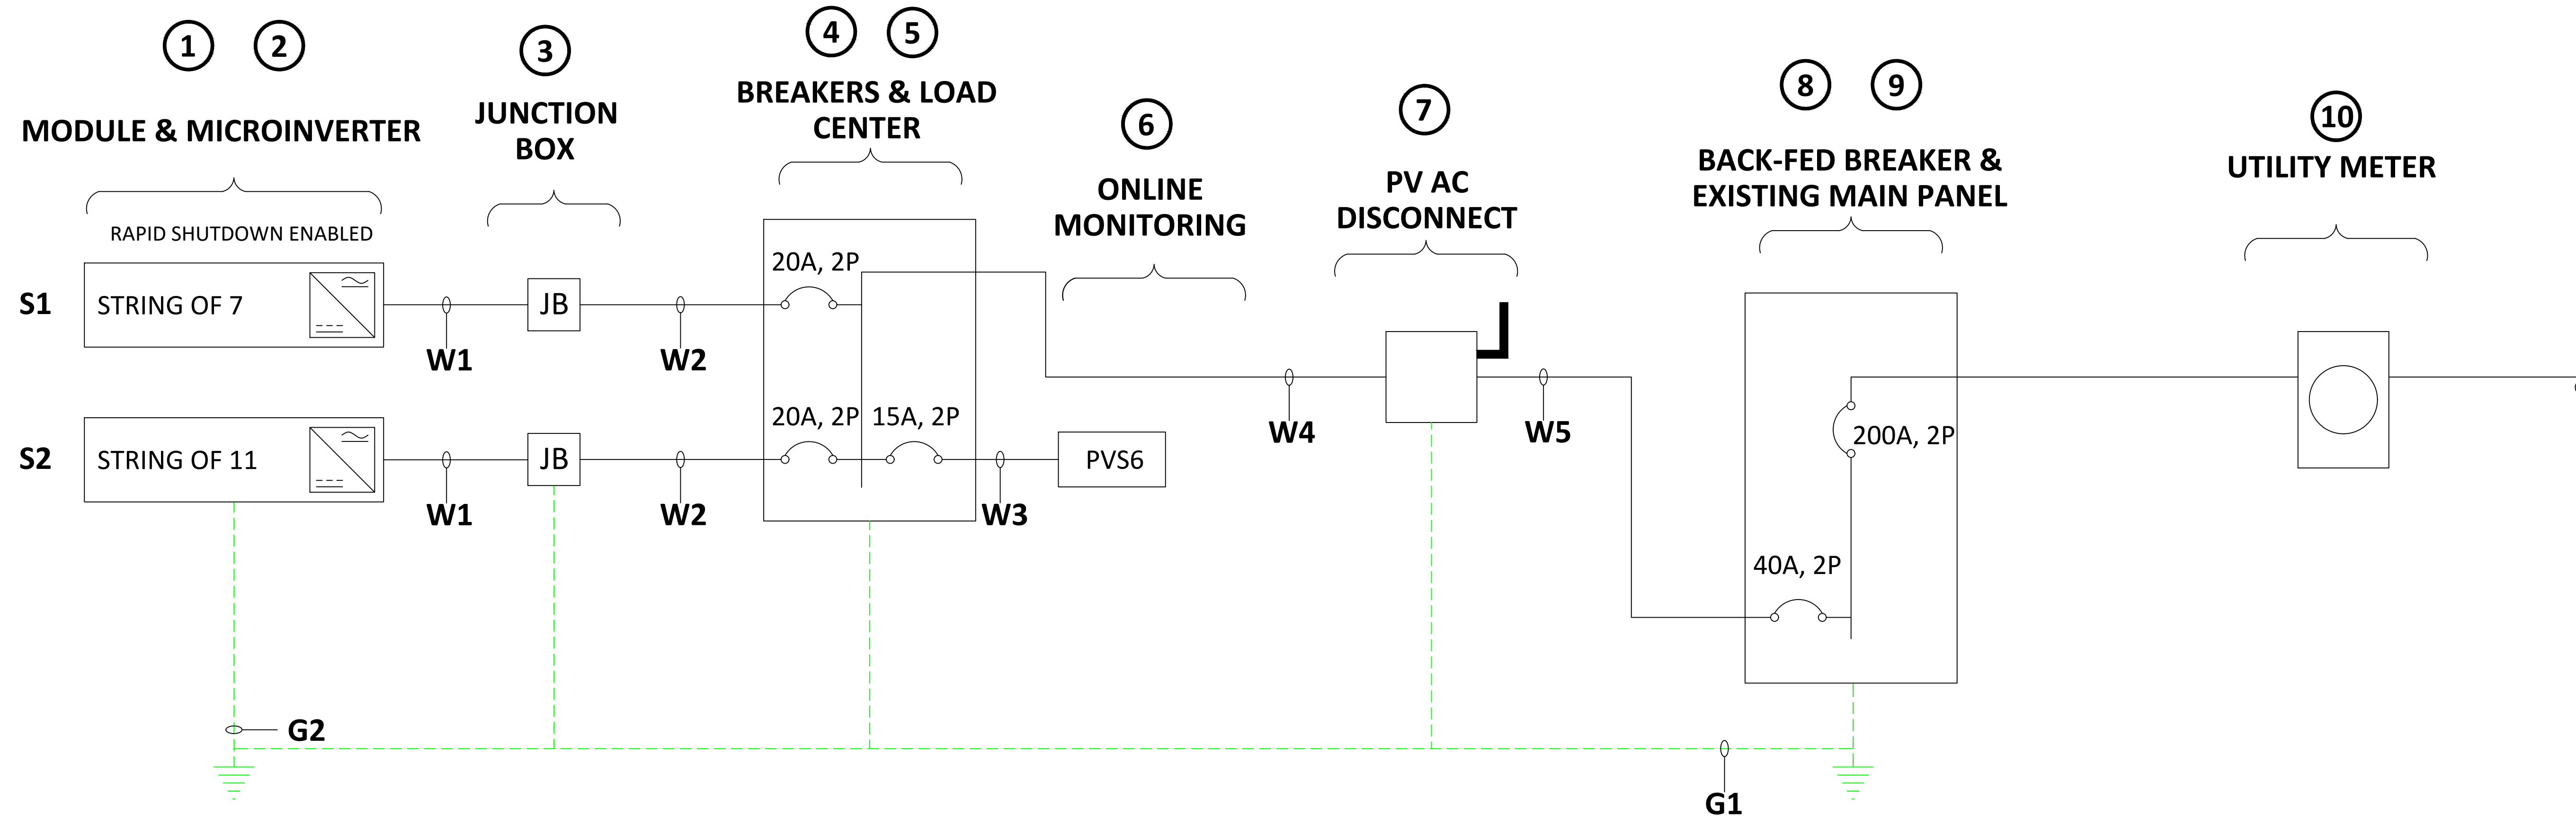 1 2
MODULE & MICROINVERTER
RAPID SHUTDOWN ENABLED
S1
STRING OF 7
W1
S2
STRING OF 11
W1
3
JUNCTION
BOX
JB
W2
JB
W2
4 5
BREAKERS & LOAD
CENTER
20A, 2P
20A, 2P
15A, 2P
W3
6
ONLINE
MONITORING
PVS6
W4
7
PV AC
DISCONNECT
W5
8 9
BACK-FED BREAKER &
EXISTING MAIN PANEL
200A, 2P
40A, 2P
10
UTILITY METER
G2
G1